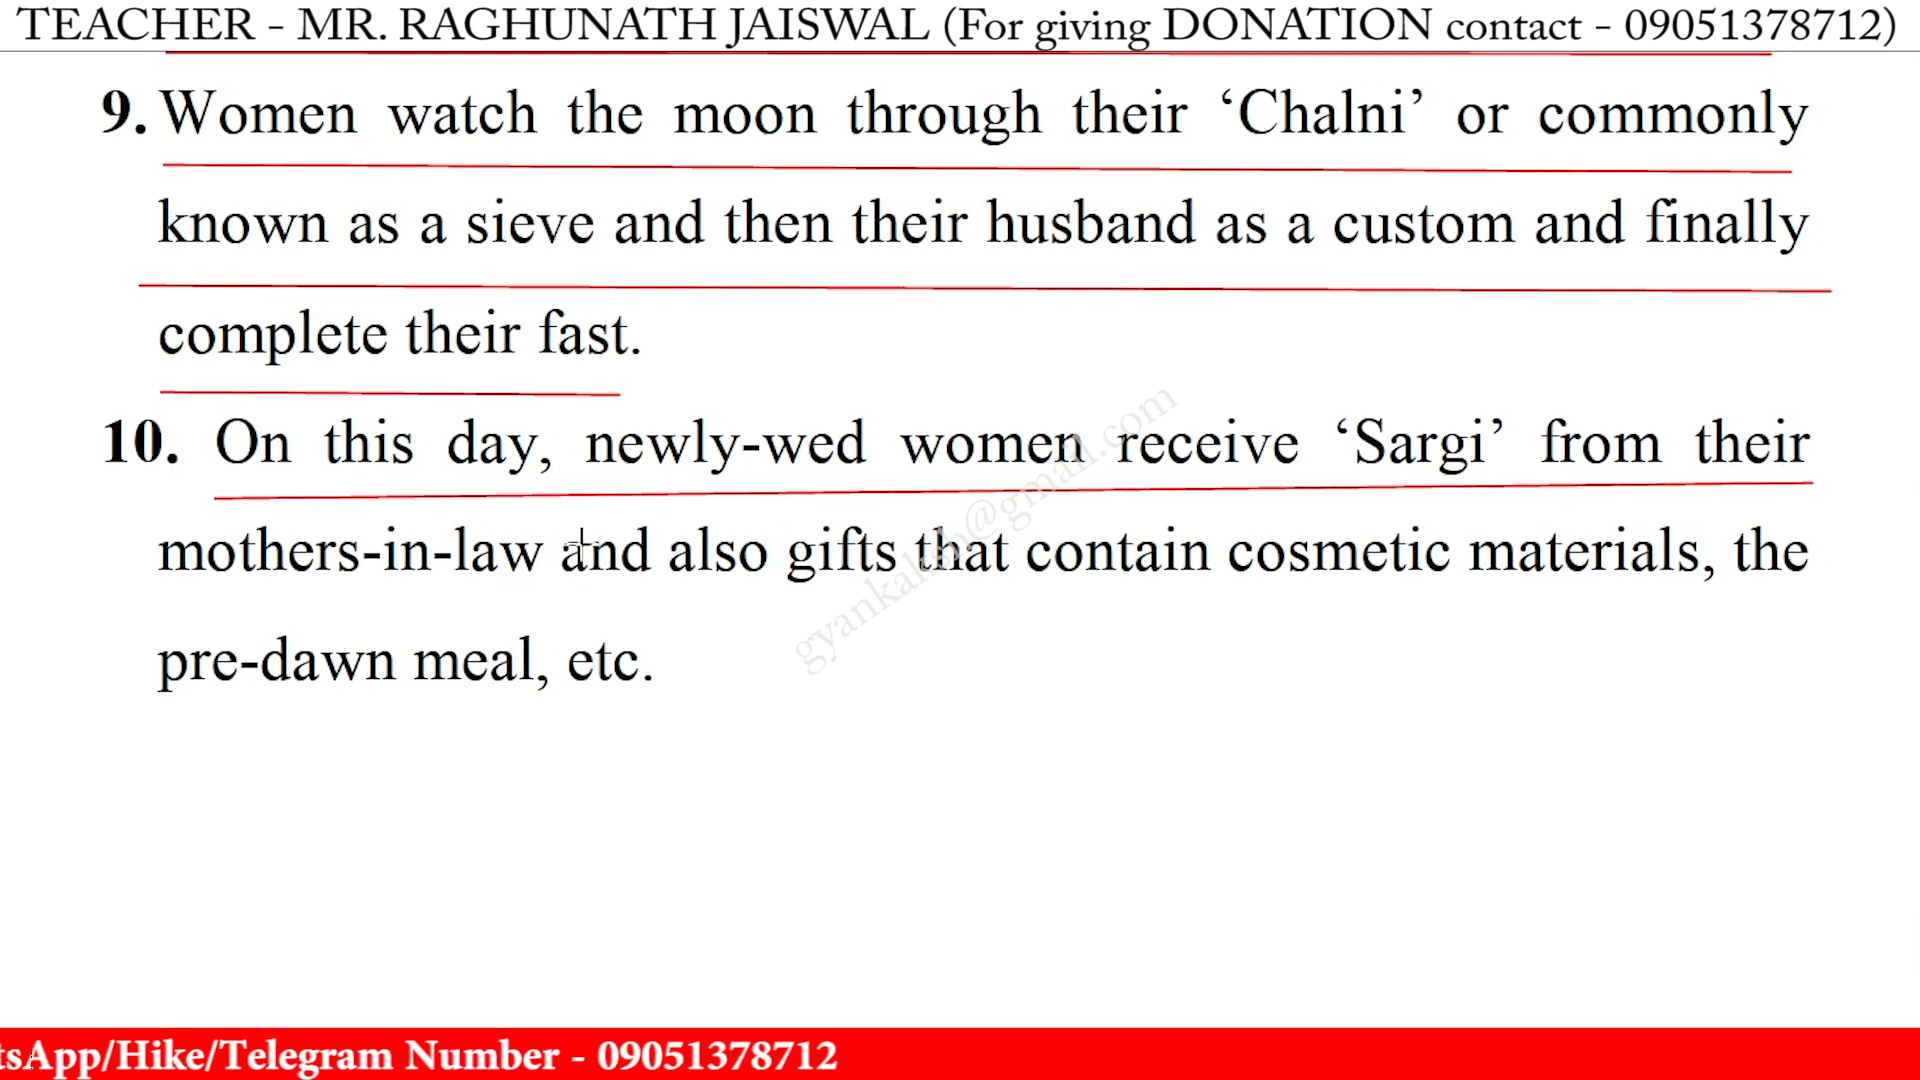 TEACHER - MR. RAGHUNATH JAISWAL (For giving DONATION contact - 09051378712)
9. Women watch the moon through their ‘Chalni’ or commonly
known as a sieve and then their husband as a custom and finally
complete their fast.
10. On this day, newly-wed women receive ‘Sargi’ from their
mothers-in-law and also gifts that contain cosmetic materials, the
pre-dawn meal, etc.
gyankaksh@gmail.com
tsApp/Hike/Telegram Number - 09051378712